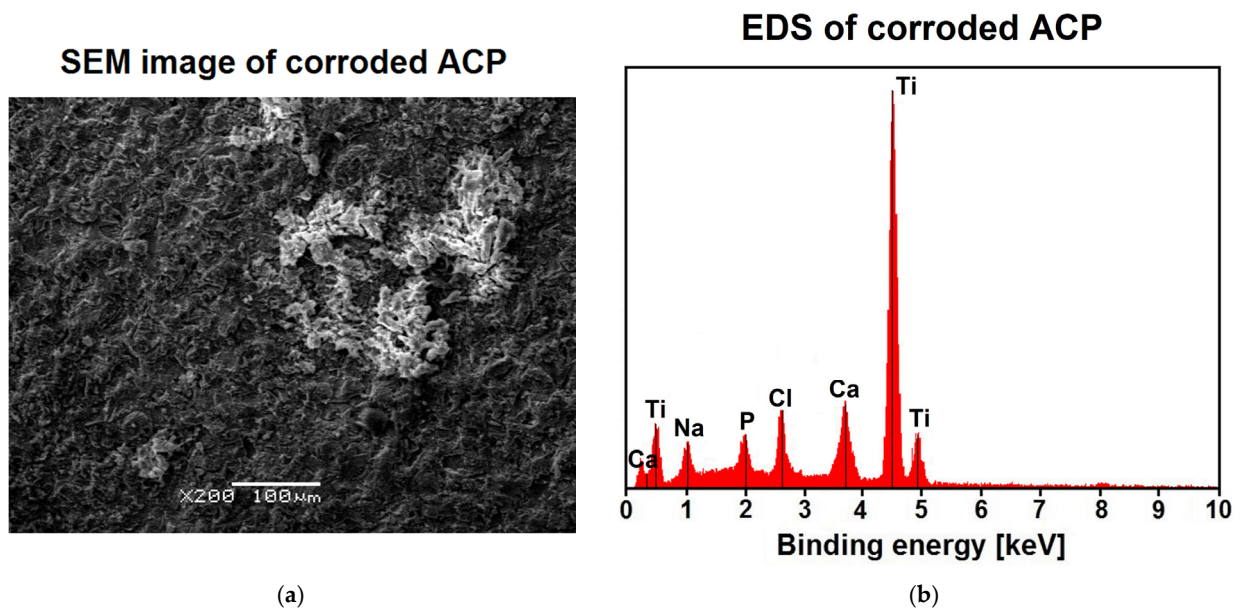 SEM image of corroded ACP
X200 100μm
(a)
EDS of corroded ACP
Ti
Ca
Ti
Na
P
Cl
Ca
Ti
0 1 2 3 4 5 6 7 8 9 10
Binding energy [keV]
(b)